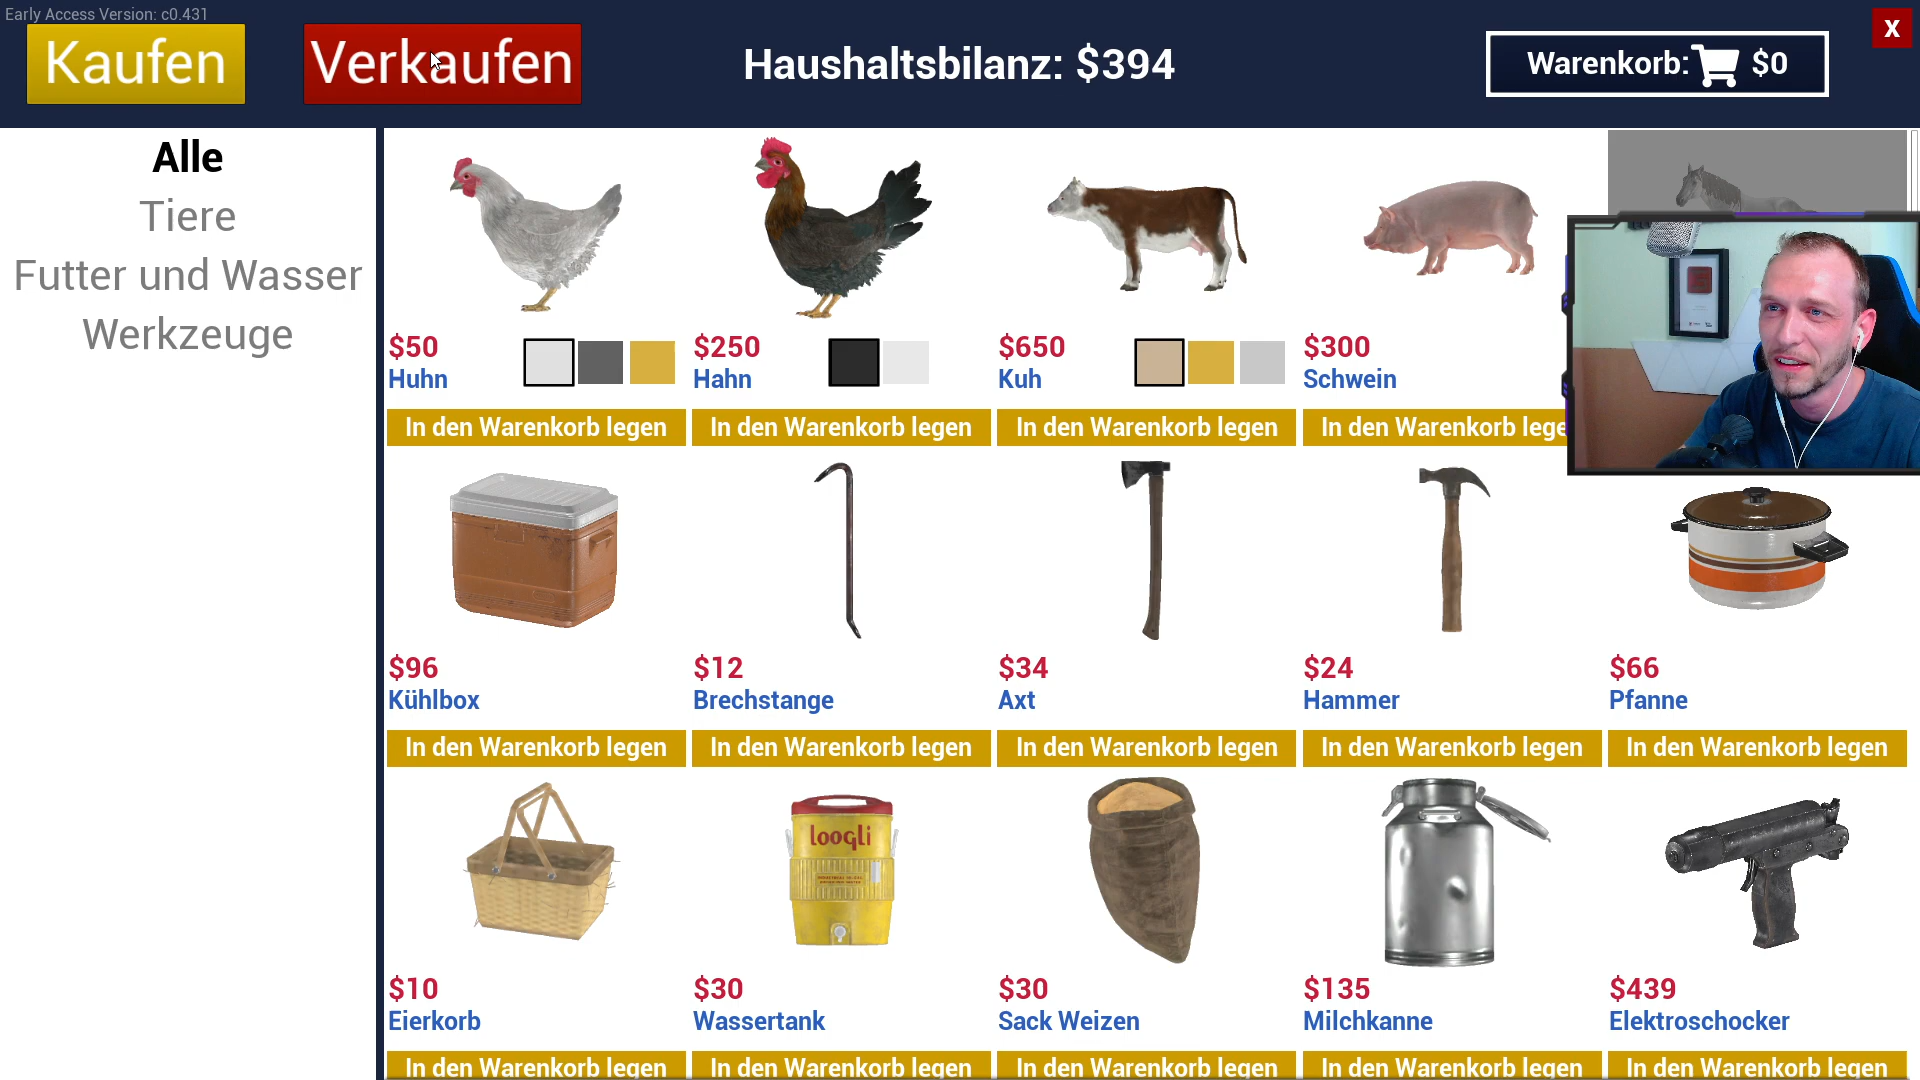 Early Access Version: c0.431
Kaufen
Verkaufen
Haushaltsbilanz: $394
Warenkorb: $0
X
Alle
Tiere
Futter und Wasser
Werkzeuge
$50
Huhn
$250
Hahn
$650
Kuh
$300
Schwein
In den Warenkorb legen
In den Warenkorb legen
In den Warenkorb legen
In den Warenkorb lege
$96
Kühlbox
$12
Brechstange
$34
Axt
$24
Hammer
$66
Pfanne
In den Warenkorb legen
In den Warenkorb legen
In den Warenkorb legen
In den Warenkorb legen
In den Warenkorb legen
loogli
$10
Eierkorb
$30
Wassertank
$30
Sack Weizen
$135
Milchkanne
$439
Elektroschocker
In den Warenkorb legen
In den Warenkorb legen
In den Warenkorb legen
In den Warenkorb legen
In den Warenkorb legen